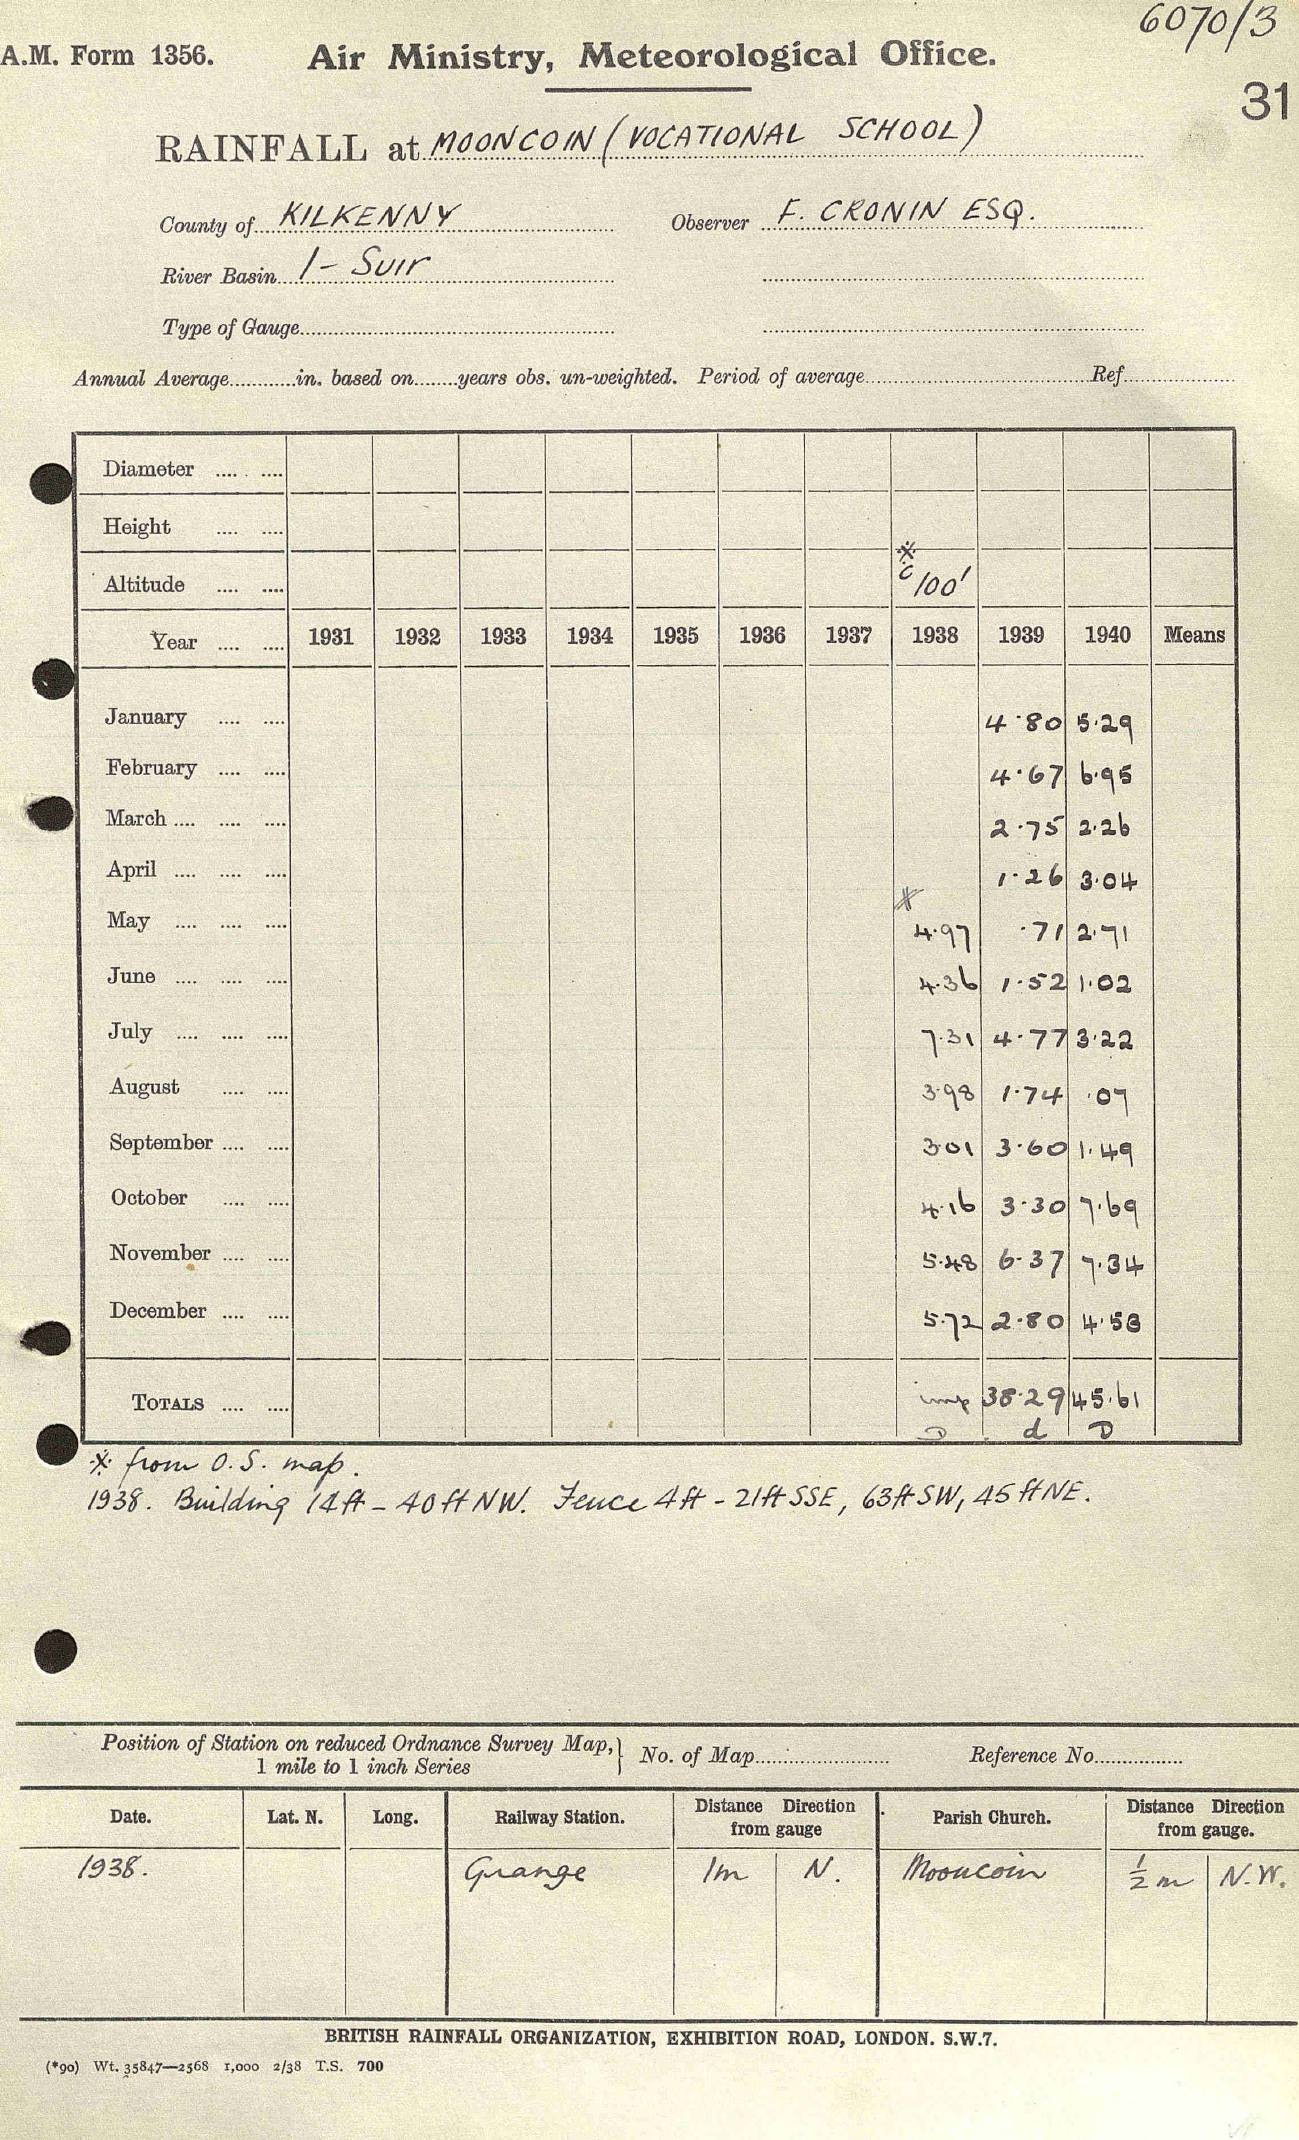 6070/3
A.M. Form 1356. Air Ministry, Meteorological Office.
31
RAINFALL at MOONCOIN (VOCATIONAL SCHOOL)
County of KILKENNY Observer F. CRONIN ESQ.
River Basin 1 - Suir
Type of Gauge
Annual Average in. based on years obs. un-weighted. Period of average Ref
Diameter
Height
Altitude * c 100'
Year 1931 1932 1933 1934 1935 1936 1937 1938 1939 1940 Means
January 4.80 5.29
February 4.67 6.95
March 2.75 2.26
April 1.26 3.04
May * 4.97 .71 2.71
June 4.36 1.52 1.02
July 7.31 4.77 3.22
August 3.98 1.74 .07
September 3.01 3.60 1.49
October 4.16 3.30 7.69
November 5.48 6.37 7.34
December 5.72 2.80 4.53
TOTALS imp 38.29 45.61
D d D
* from O.S. map.
1938. Building 14ft - 40ft NW. Fence 4ft - 21ft SSE, 63ft SW, 45ft NE.
Position of Station on reduced Ordnance Survey Map, } No. of Map Reference No.
1 mile to 1 inch Series
Date. Lat. N. Long. Railway Station. Distance Direction from gauge Parish Church. Distance Direction from gauge.
1938. Grange 1m N. Mooncoin ½ m N.W.
BRITISH RAINFALL ORGANIZATION, EXHIBITION ROAD, LONDON. S.W.7.
(*90) Wt. 35847—2568 1,000 2/38 T.S. 700